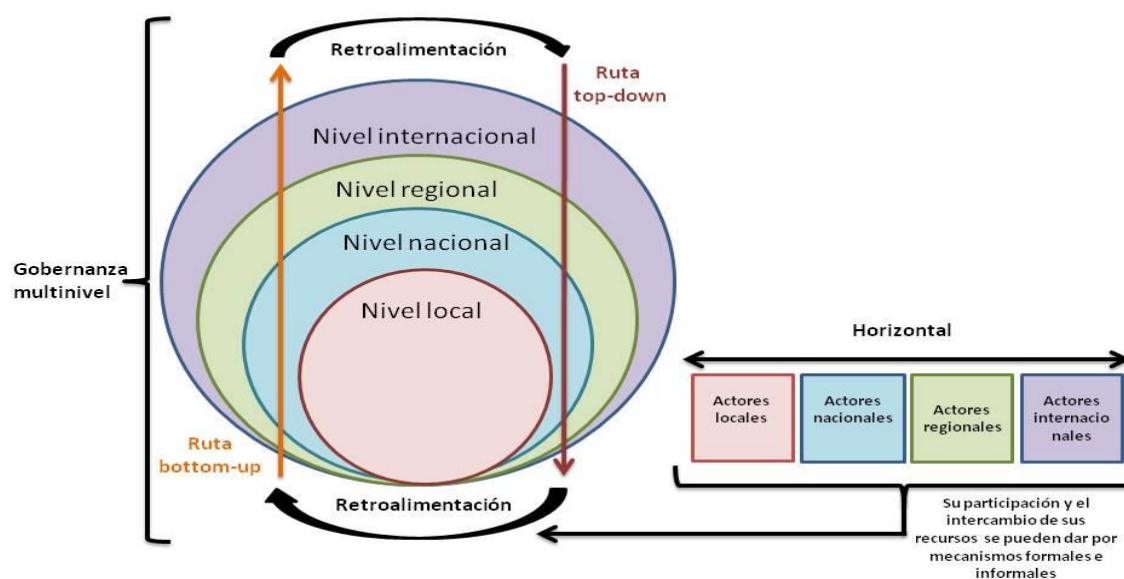 Retroalimentación
Ruta
top-down
Nivel internacional
Nivel regional
Nivel nacional
Nivel local
Gobernanza
multinivel
Ruta
bottom-up
Retroalimentación
Horizontal
Actores
locales
Actores
nacionales
Actores
regionales
Actores
internacio
nales
Su participación y el
intercambio de sus
recursos se pueden dar por
mecanismos formales e
informales